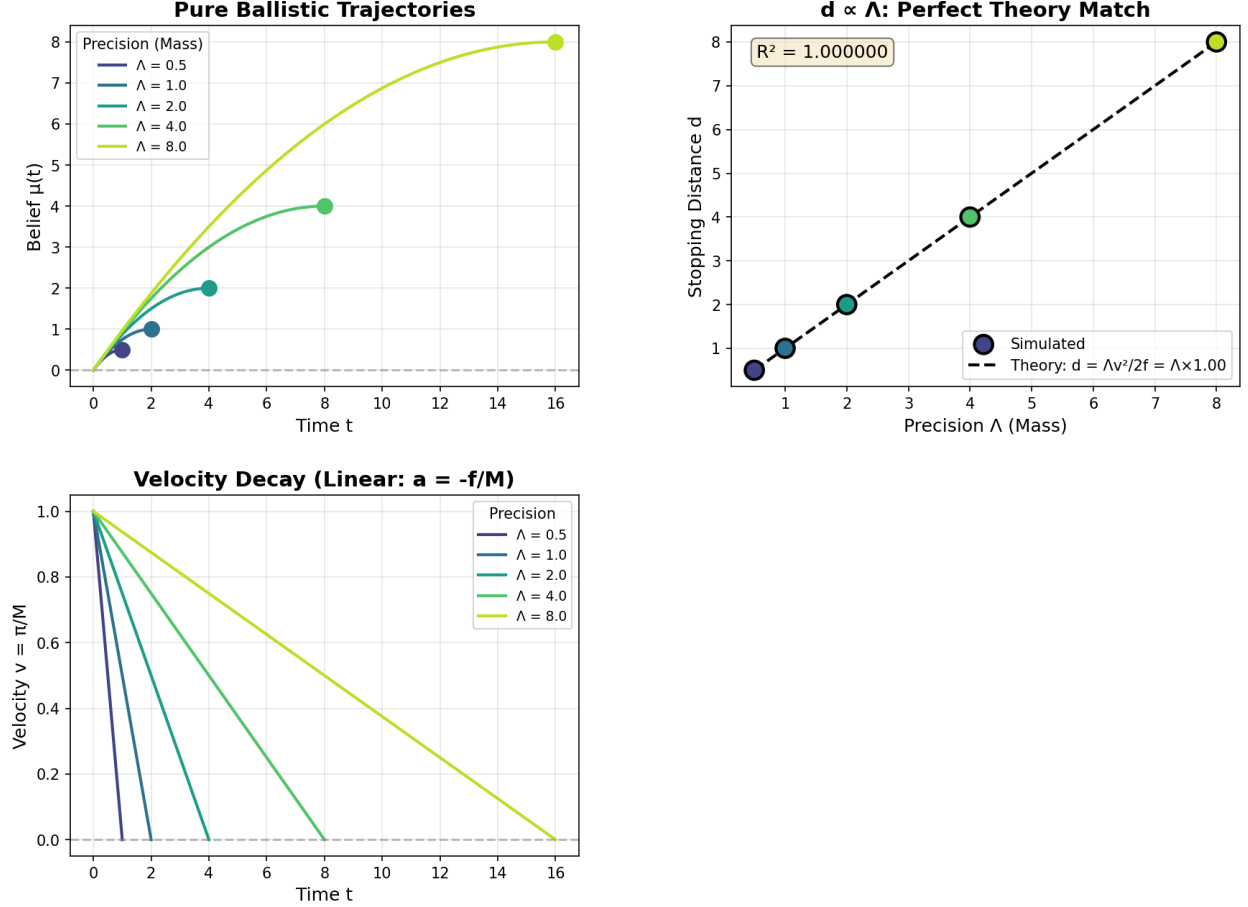 Pure Ballistic Trajectories
Precision (Mass)
Λ = 0.5
Λ = 1.0
Λ = 2.0
Λ = 4.0
Λ = 8.0
Belief μ(t)
8
7
6
5
4
3
2
1
0
0 2 4 6 8 10 12 14 16
Time t
d ∝ Λ: Perfect Theory Match
R² = 1.000000
Stopping Distance d
8
7
6
5
4
3
2
1
Simulated
Theory: d = Λv²/2f = Λ×1.00
1 2 3 4 5 6 7 8
Precision Λ (Mass)
Velocity Decay (Linear: a = -f/M)
Precision
Λ = 0.5
Λ = 1.0
Λ = 2.0
Λ = 4.0
Λ = 8.0
Velocity v = π/M
1.0
0.8
0.6
0.4
0.2
0.0
0 2 4 6 8 10 12 14 16
Time t